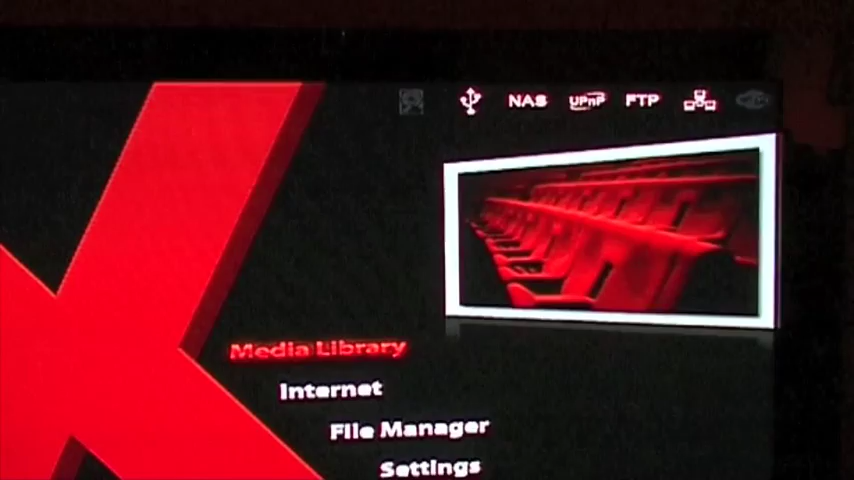 NAS UPnP FTP
Media Library
Internet
File Manager
Settings